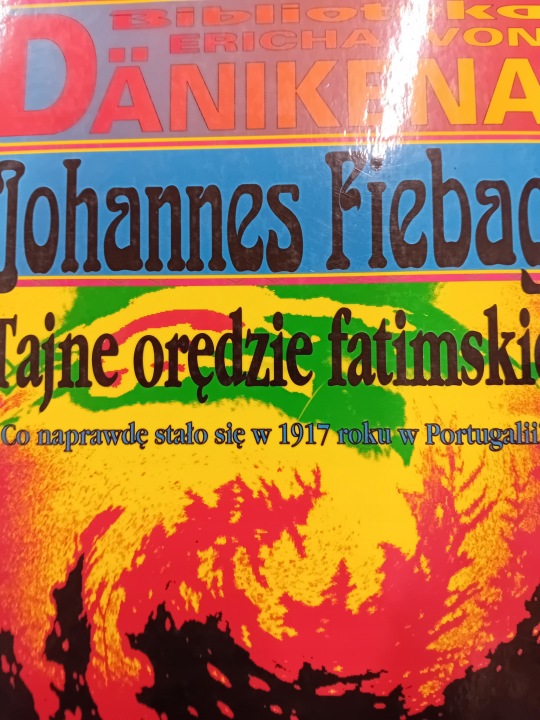 Biblioteka
ERICHA VON
DÄNIKENA
Johannes Fiebag
Tajne orędzie fatimskie
Co naprawdę stało się w 1917 roku w Portugalii?